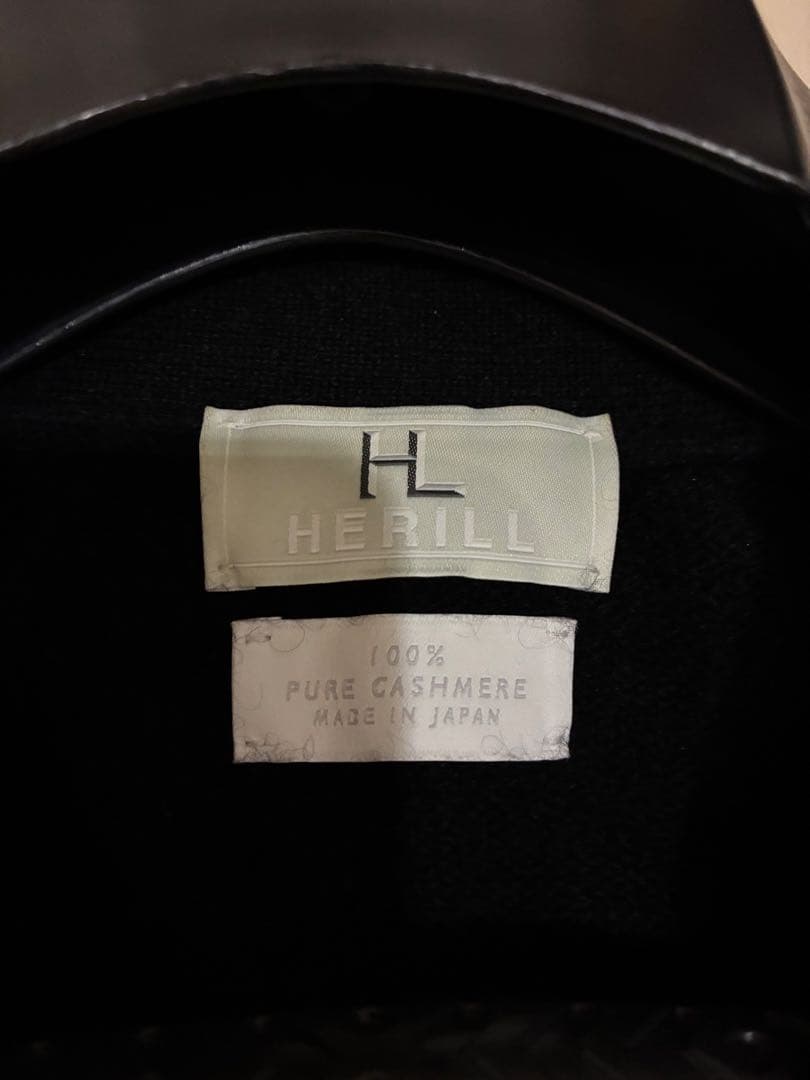 HL
HERILL
100%
PURE CASHMERE
MADE IN JAPAN